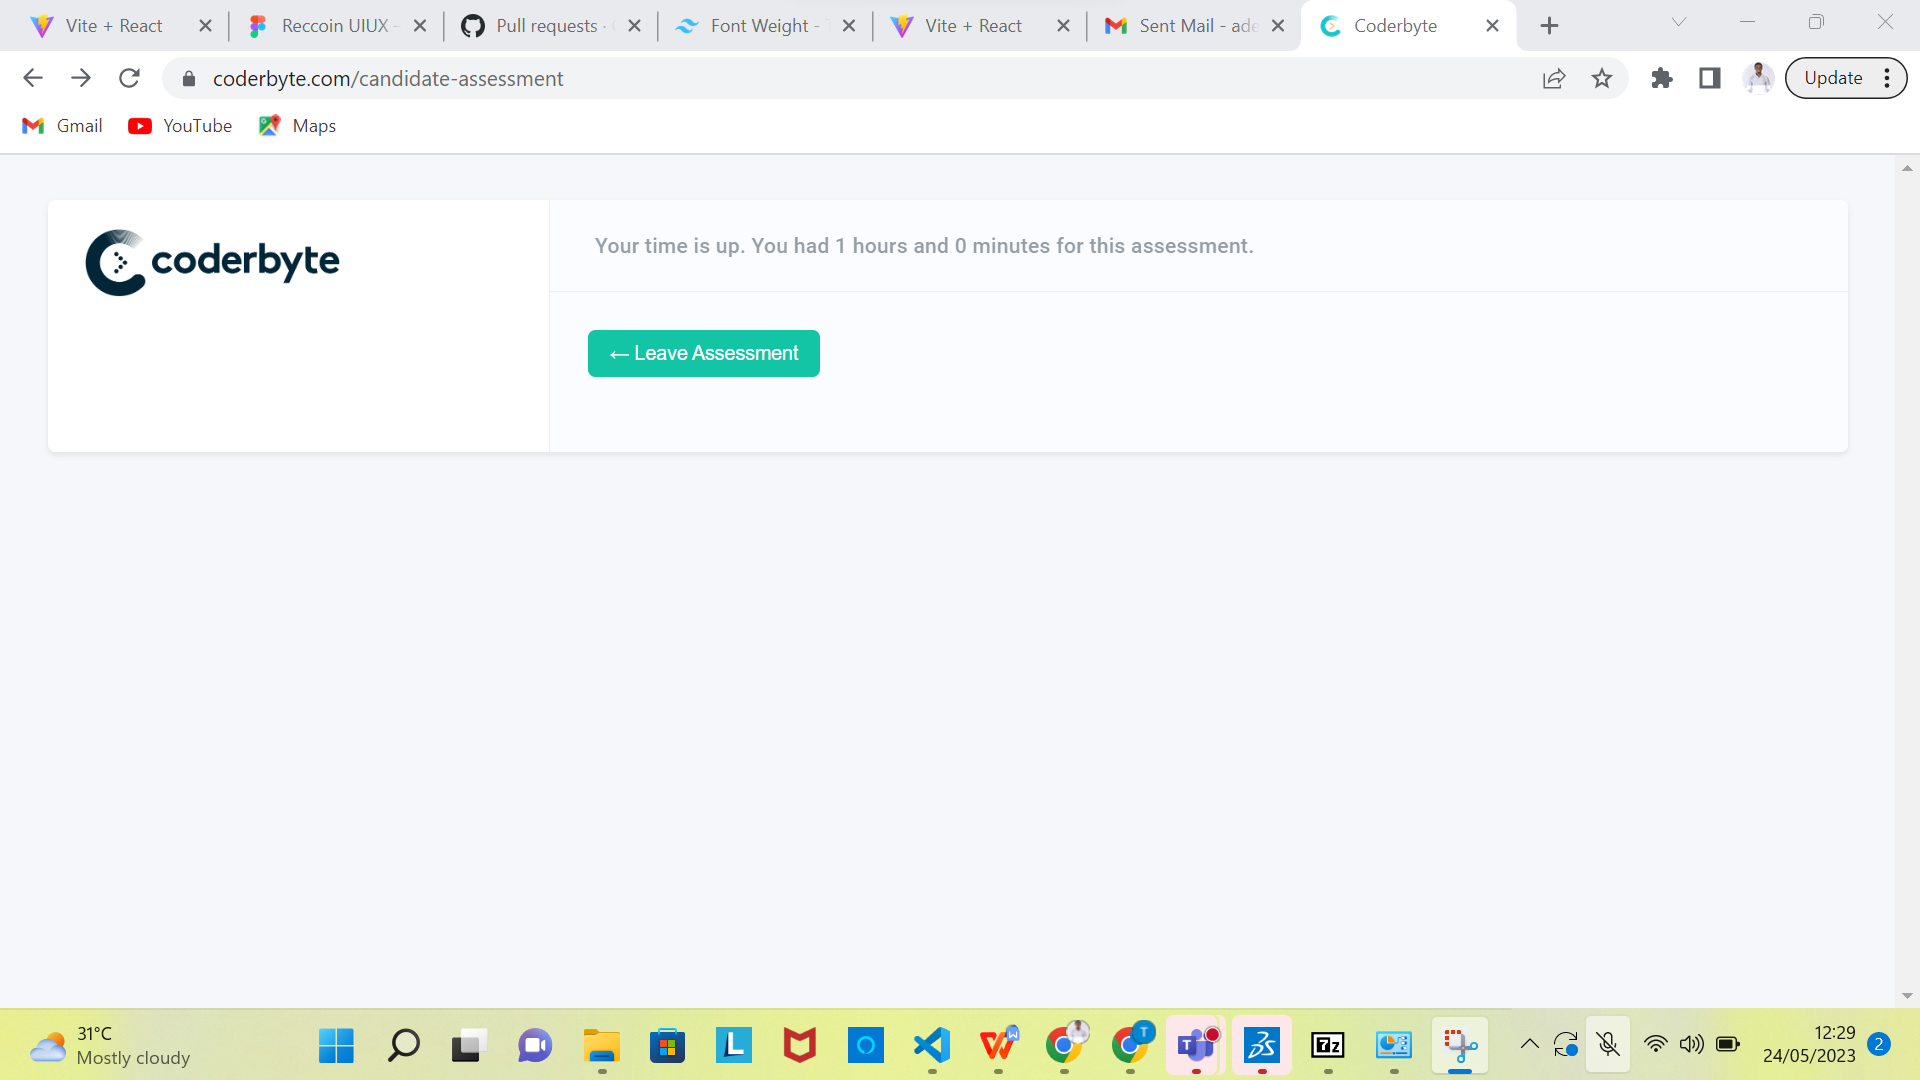 Vite + React
Reccoin UIUX -
Pull requests ·
Font Weight -
Vite + React
Sent Mail - ade
Coderbyte
coderbyte.com/candidate-assessment
Update
Gmail
YouTube
Maps
coderbyte
Your time is up. You had 1 hours and 0 minutes for this assessment.
← Leave Assessment
31°C
Mostly cloudy
L
W
T
T
7z
12:29
24/05/2023
2